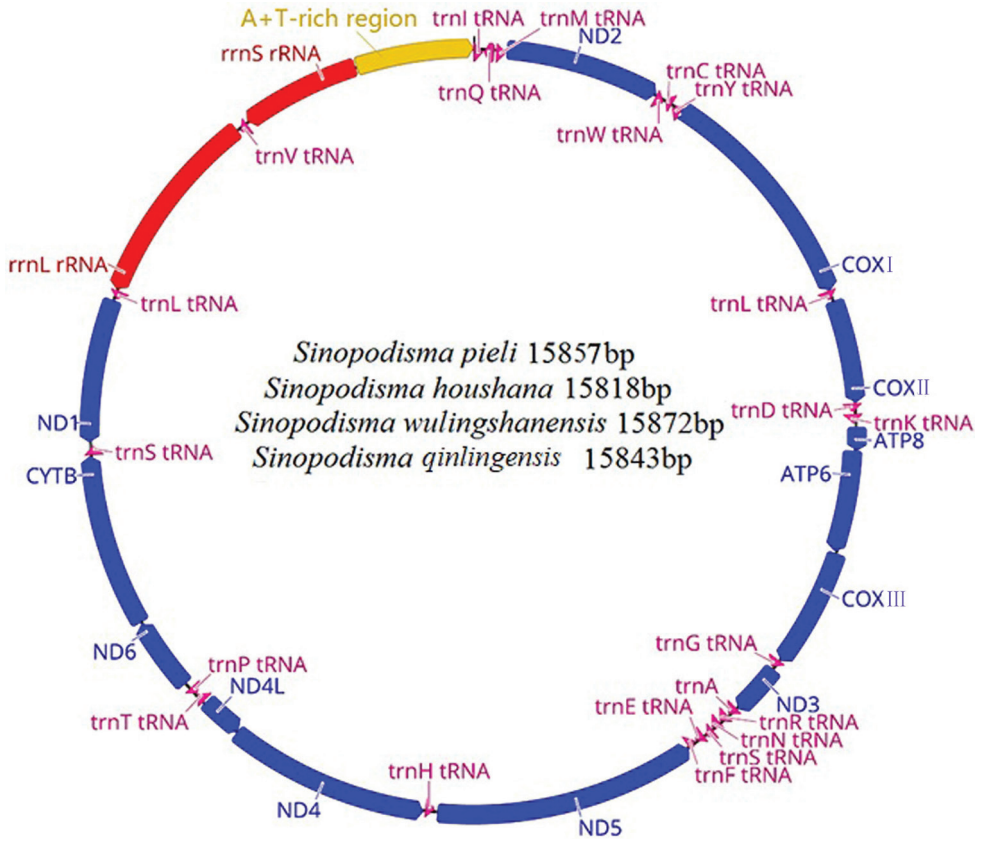 A+T-rich region
trnI tRNA
trnM tRNA
ND2
rrnS rRNA
trnQ tRNA
trnC tRNA
trnY tRNA
trnW tRNA
trnV tRNA
rrnL rRNA
COXⅠ
trnL tRNA
trnL tRNA
Sinopodisma pieli 15857bp
Sinopodisma houshana 15818bp
Sinopodisma wulingshanensis 15872bp
Sinopodisma qinlingensis 15843bp
COXⅡ
trnD tRNA
trnK tRNA
ND1
ATP8
trnS tRNA
CYTB
ATP6
COXⅢ
trnG tRNA
ND6
trnP tRNA
ND4L
trnT tRNA
trnA
ND3
trnE tRNA
trnR tRNA
trnN tRNA
trnS tRNA
trnF tRNA
trnH tRNA
ND4
ND5